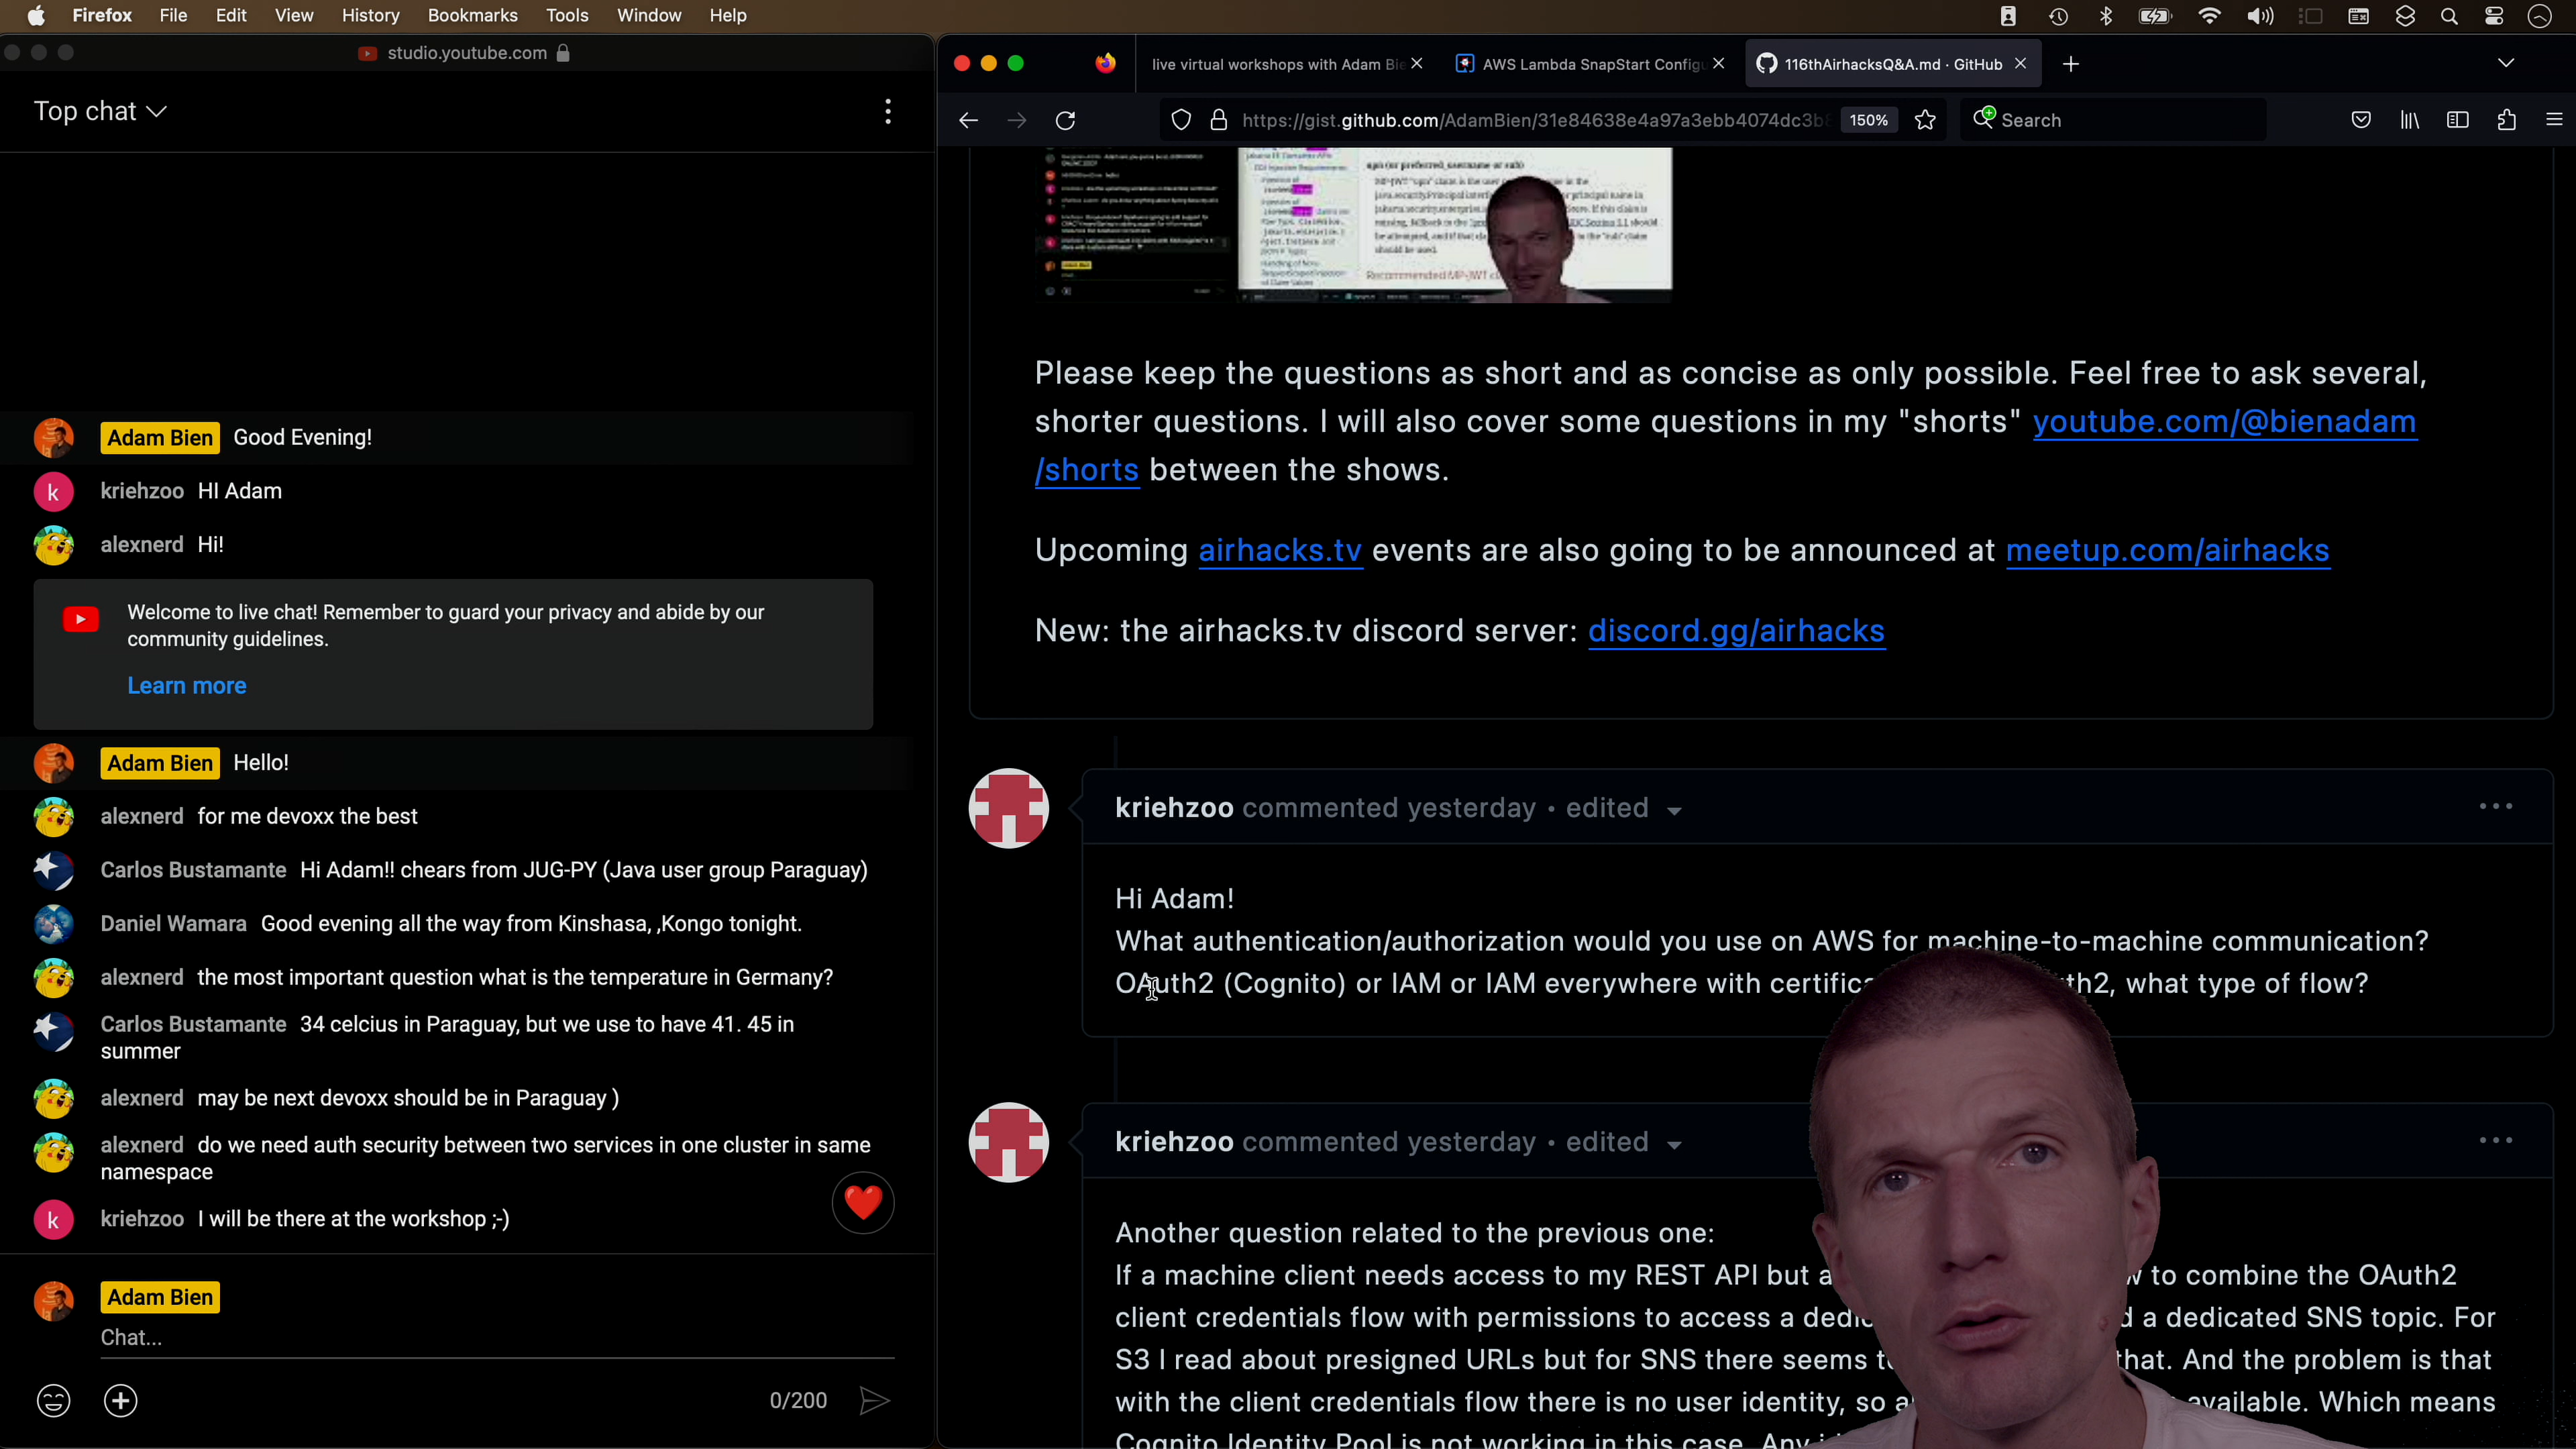 Firefox File Edit View History Bookmarks Tools Window Help
studio.youtube.com
live virtual workshops with Adam Bie
AWS Lambda SnapStart Configu
116thAirhacksQ&A.md · GitHub
Top chat
https://gist.github.com/AdamBien/31e84638e4a97a3ebb4074dc3b8
150%
Search
Adam Bien Good Evening!
kriehzoo HI Adam
alexnerd Hi!
Welcome to live chat! Remember to guard your privacy and abide by our
community guidelines.
Learn more
Adam Bien Hello!
alexnerd for me devoxx the best
Carlos Bustamante Hi Adam!! chears from JUG-PY (Java user group Paraguay)
Daniel Wamara Good evening all the way from Kinshasa, ,Kongo tonight.
alexnerd the most important question what is the temperature in Germany?
Carlos Bustamante 34 celcius in Paraguay, but we use to have 41. 45 in
summer
alexnerd may be next devoxx should be in Paraguay )
alexnerd do we need auth security between two services in one cluster in same
namespace
kriehzoo I will be there at the workshop ;-)
Adam Bien
Chat...
0/200
Please keep the questions as short and as concise as only possible. Feel free to ask several,
shorter questions. I will also cover some questions in my "shorts" youtube.com/@bienadam
/shorts between the shows.
Upcoming airhacks.tv events are also going to be announced at meetup.com/airhacks
New: the airhacks.tv discord server: discord.gg/airhacks
kriehzoo commented yesterday • edited
Hi Adam!
What authentication/authorization would you use on AWS for machine-to-machine communication?
OAuth2 (Cognito) or IAM or IAM everywhere with certifica th2, what type of flow?
kriehzoo commented yesterday • edited
Another question related to the previous one:
If a machine client needs access to my REST API but a to combine the OAuth2
client credentials flow with permissions to access a dedic d a dedicated SNS topic. For
S3 I read about presigned URLs but for SNS there seems t that. And the problem is that
with the client credentials flow there is no user identity, so a available. Which means
Cognito Identity Pool is not working in this case. Any